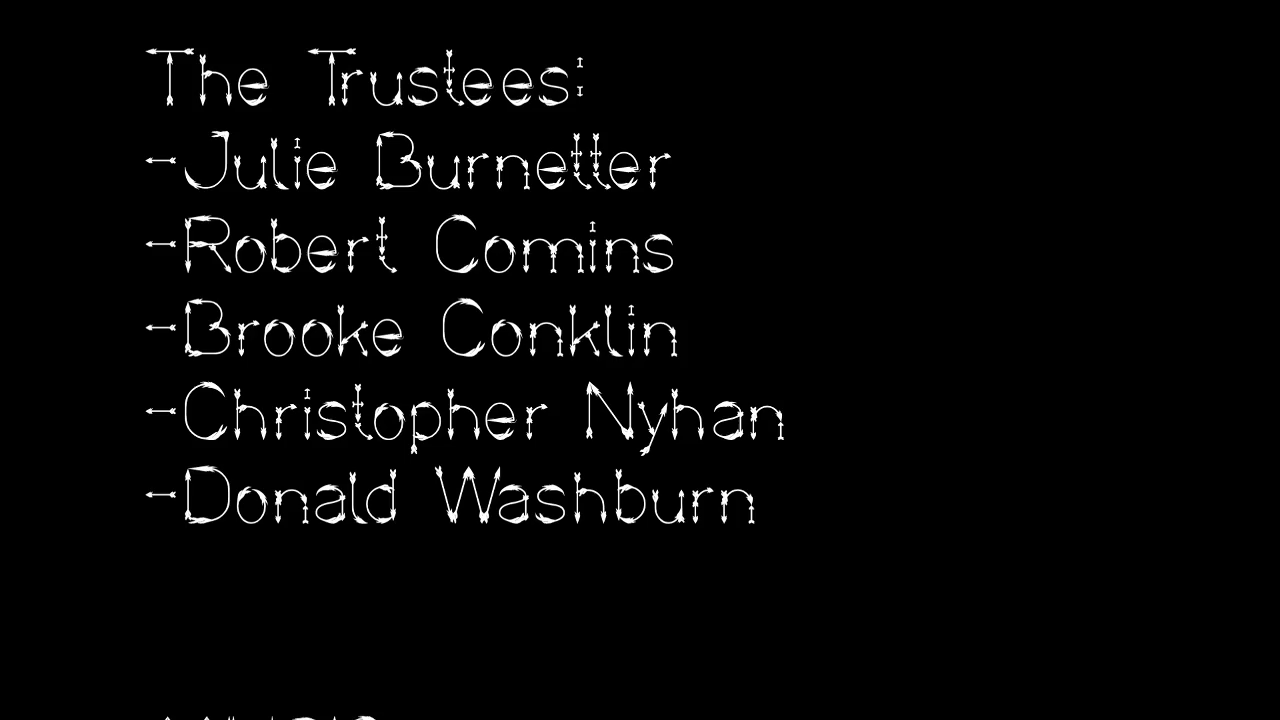 The Trustees:
-Julie Burnetter
-Robert Comins
-Brooke Conklin
-Christopher Nyhan
-Donald Washburn